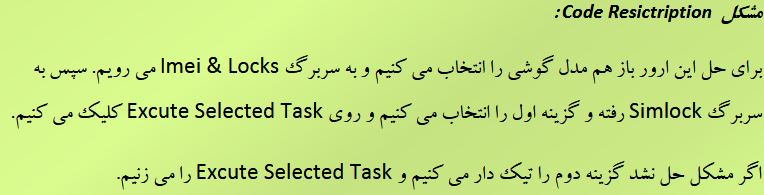 مشکل Code Resictription :
برای حل این ارور باز هم مدل گوشی را انتخاب می کنیم و به سربرگ Imei & Locks می رویم. سپس به
سربرگ Simlock رفته و گزینه اول را انتخاب می کنیم و روی Excute Selected Task کلیک می کنیم.
اگر مشکل حل نشد گزینه دوم را تیک دار می کنیم و Excute Selected Task را می زنیم.